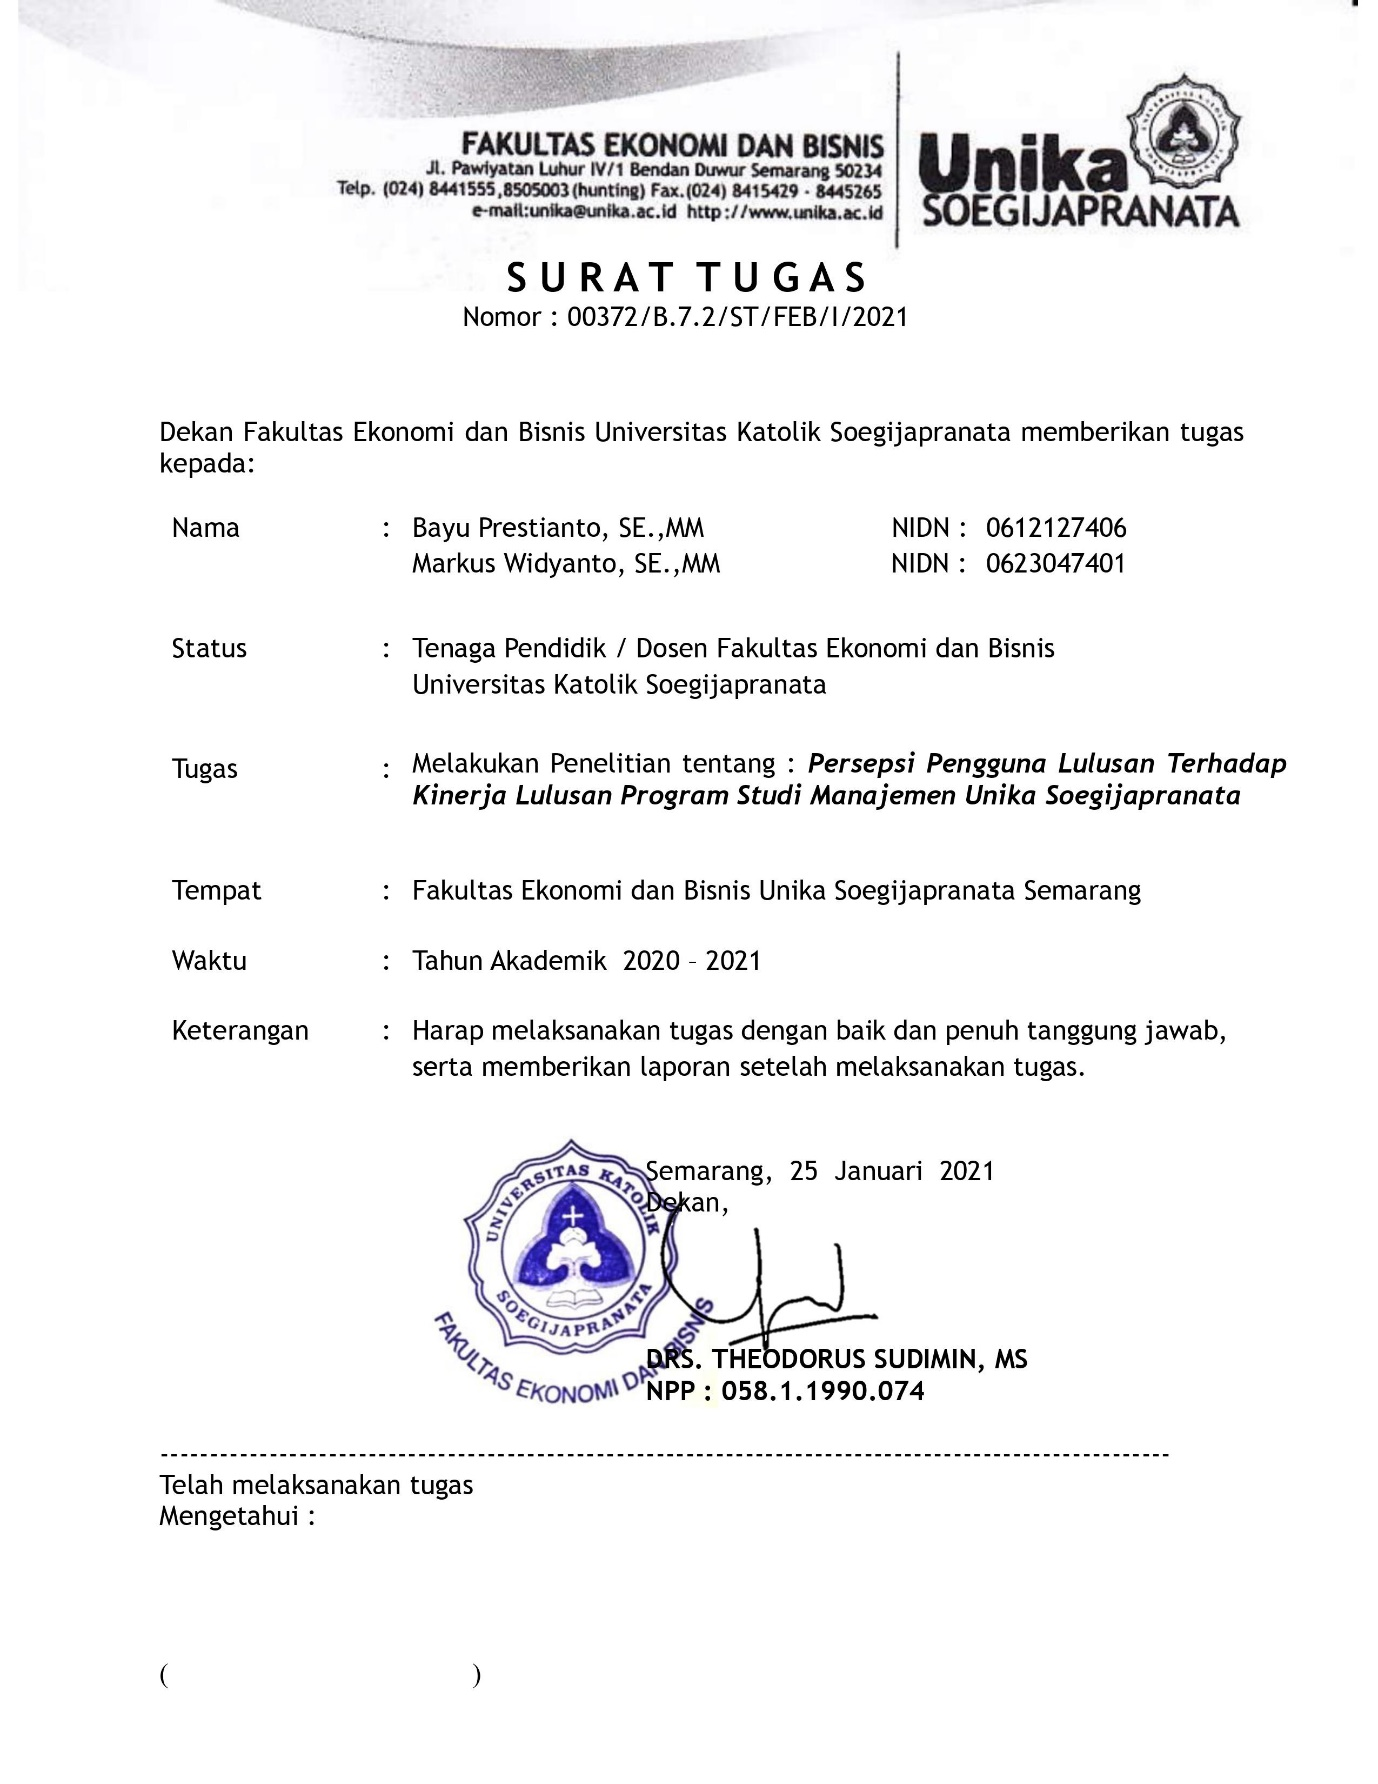 FAKULTAS EKONOMI DAN BISNIS
Jl. Pawiyatan Luhur IV/1 Bendan Duwur Semarang 50234
Telp. (024) 8441555,8505003(hunting) Fax.(024) 8415429 - 8445265
e-mail:unika@unika.ac.id http://www.unika.ac.id
Unika
SOEGIJAPRANATA
SURAT TUGAS
Nomor : 00372/B.7.2/ST/FEB/I/2021
Dekan Fakultas Ekonomi dan Bisnis Universitas Katolik Soegijapranata memberikan tugas
kepada:
Nama : Bayu Prestianto, SE.,MM NIDN : 0612127406
Markus Widyanto, SE.,MM NIDN : 0623047401
Status : Tenaga Pendidik / Dosen Fakultas Ekonomi dan Bisnis
Universitas Katolik Soegijapranata
Tugas : Melakukan Penelitian tentang : Persepsi Pengguna Lulusan Terhadap
Kinerja Lulusan Program Studi Manajemen Unika Soegijapranata
Tempat : Fakultas Ekonomi dan Bisnis Unika Soegijapranata Semarang
Waktu : Tahun Akademik 2020 – 2021
Keterangan : Harap melaksanakan tugas dengan baik dan penuh tanggung jawab,
serta memberikan laporan setelah melaksanakan tugas.
Semarang, 25 Januari 2021
Dekan,
UNIVERSITAS KATOLIK
SOEGIJAPRANATA
FAKULTAS EKONOMI DAN BISNIS
DRS. THEODORUS SUDIMIN, MS
NPP : 058.1.1990.074
Telah melaksanakan tugas
Mengetahui :
( )